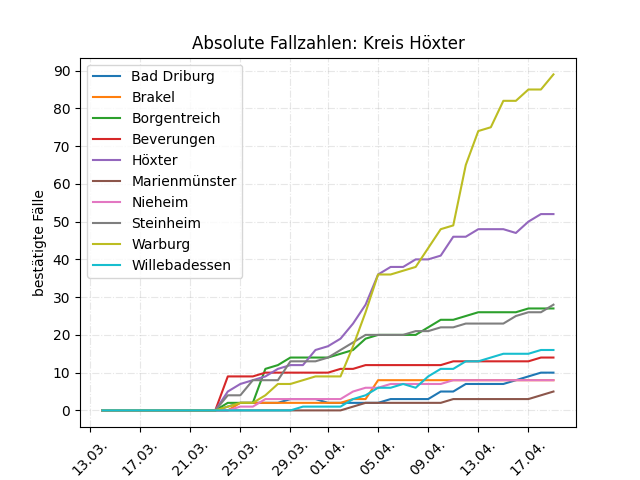 Absolute Fallzahlen: Kreis Höxter
bestätigte Fälle
90
80
70
60
50
40
30
20
10
0
Bad Driburg
Brakel
Borgentreich
Beverungen
Höxter
Marienmünster
Nieheim
Steinheim
Warburg
Willebadessen
13.03.
17.03.
21.03.
25.03.
29.03.
01.04.
05.04.
09.04.
13.04.
17.04.